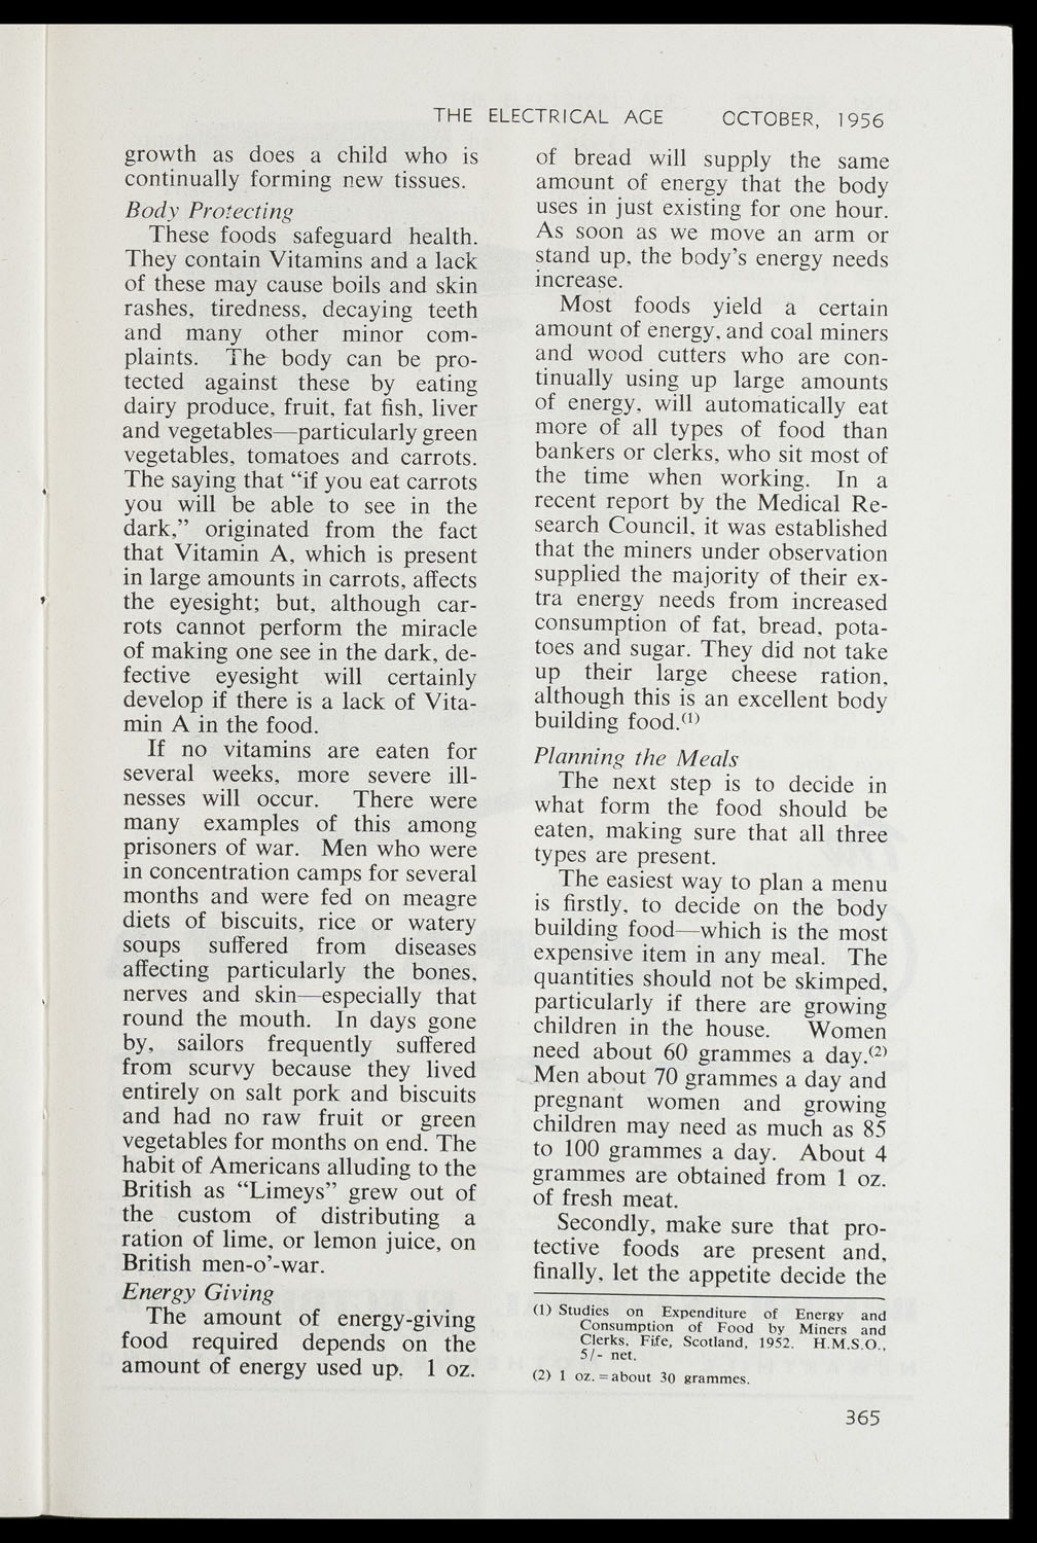 THE ELECTRICAL AGE OCTOBER, 1956
growth as does a child who is
continually forming new tissues.
Body Protecting
These foods safeguard health.
They contain Vitamins and a lack
of these may cause boils and skin
rashes, tiredness, decaying teeth
and many other minor com-
plaints. The body can be pro-
tected against these by eating
dairy produce, fruit, fat fish, liver
and vegetables—particularly green
vegetables, tomatoes and carrots.
The saying that “if you eat carrots
you will be able to see in the
dark,” originated from the fact
that Vitamin A, which is present
in large amounts in carrots, affects
the eyesight; but, although car-
rots cannot perform the miracle
of making one see in the dark, de-
fective eyesight will certainly
develop if there is a lack of Vita-
min A in the food.
If no vitamins are eaten for
several weeks, more severe ill-
nesses will occur. There were
many examples of this among
prisoners of war. Men who were
in concentration camps for several
months and were fed on meagre
diets of biscuits, rice or watery
soups suffered from diseases
affecting particularly the bones,
nerves and skin—especially that
round the mouth. In days gone
by, sailors frequently suffered
from scurvy because they lived
entirely on salt pork and biscuits
and had no raw fruit or green
vegetables for months on end. The
habit of Americans alluding to the
British as “Limeys” grew out of
the custom of distributing a
ration of lime, or lemon juice, on
British men-o’-war.
Energy Giving
The amount of energy-giving
food required depends on the
amount of energy used up. 1 oz.
of bread will supply the same
amount of energy that the body
uses in just existing for one hour.
As soon as we move an arm or
stand up, the body’s energy needs
increase.
Most foods yield a certain
amount of energy, and coal miners
and wood cutters who are con-
tinually using up large amounts
of energy, will automatically eat
more of all types of food than
bankers or clerks, who sit most of
the time when working. In a
recent report by the Medical Re-
search Council, it was established
that the miners under observation
supplied the majority of their ex-
tra energy needs from increased
consumption of fat, bread, pota-
toes and sugar. They did not take
up their large cheese ration,
although this is an excellent body
building food.(1)
Planning the Meals
The next step is to decide in
what form the food should be
eaten, making sure that all three
types are present.
The easiest way to plan a menu
is firstly, to decide on the body
building food—which is the most
expensive item in any meal. The
quantities should not be skimped,
particularly if there are growing
children in the house. Women
need about 60 grammes a day.(2)
Men about 70 grammes a day and
pregnant women and growing
children may need as much as 85
to 100 grammes a day. About 4
grammes are obtained from 1 oz.
of fresh meat.
Secondly, make sure that pro-
tective foods are present and,
finally, let the appetite decide the
(1) Studies on Expenditure of Energy and
Consumption of Food by Miners and
Clerks, Fife, Scotland, 1952. H.M.S.O.,
5/- net.
(2) 1 oz. = about 30 grammes.
365